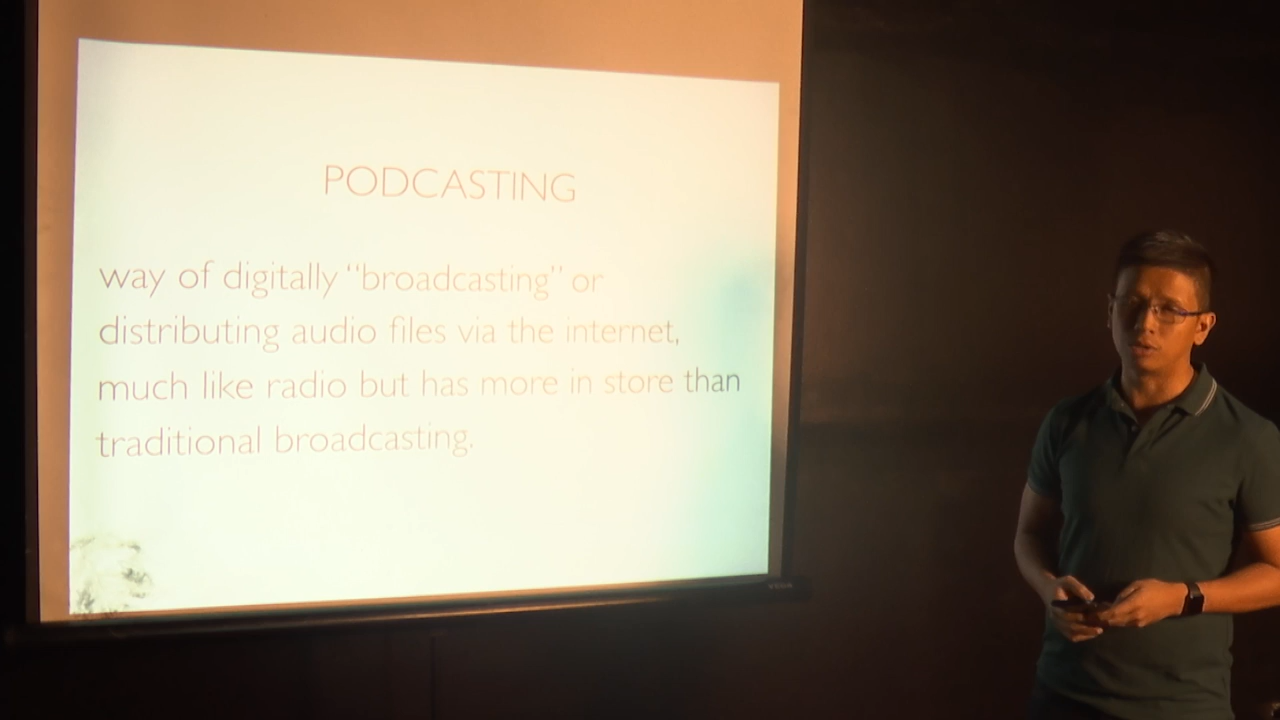 PODCASTING
way of digitally “broadcasting” or
distributing audio files via the internet,
much like radio but has more in store than
traditional broadcasting.